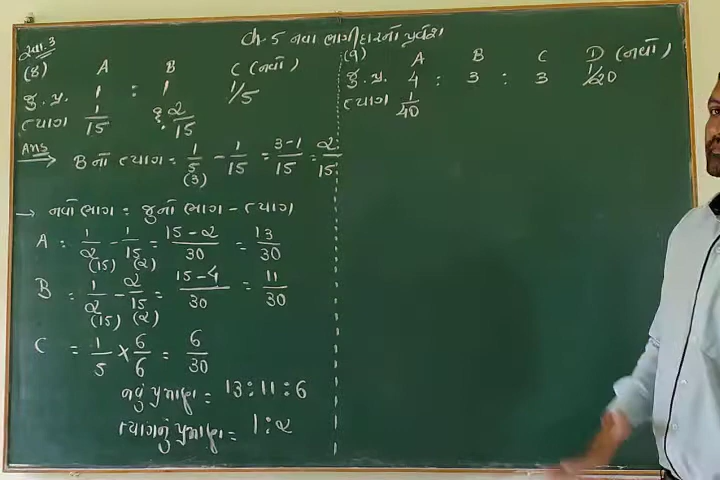 Ch-5 નવા ભાગીદારનો પ્રવેશ
સ્વા.3
(8) A B C (નવો)
જુ.પ્ર. 1 : 1 1/5
ત્યાગ 1/15 ? 2/15
Ans → Bનો ત્યાગ = 1/5 (3) - 1/15 = 3-1/15 = 2/15
→ નવો ભાગ = જુનો ભાગ - ત્યાગ
A = 1/2 (15) - 1/15 (2) = 15-2/30 = 13/30
B = 1/2 (15) - 2/15 (2) = 15-4/30 = 11/30
C = 1/5 × 6/6 = 6/30
નવું પ્રમાણ = 13:11:6
ત્યાગનું પ્રમાણ = 1:2
(9) A B C D (નવો)
જુ.પ્ર. 4 : 3 : 3 1/20
ત્યાગ 1/40